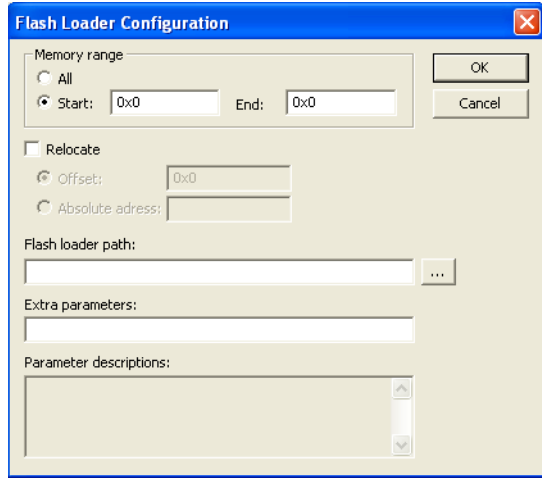 Flash Loader Configuration
Memory range
All
Start: 0x0 End: 0x0
OK
Cancel
Relocate
Offset: 0x0
Absolute adress:
Flash loader path:
...
Extra parameters:
Parameter descriptions: